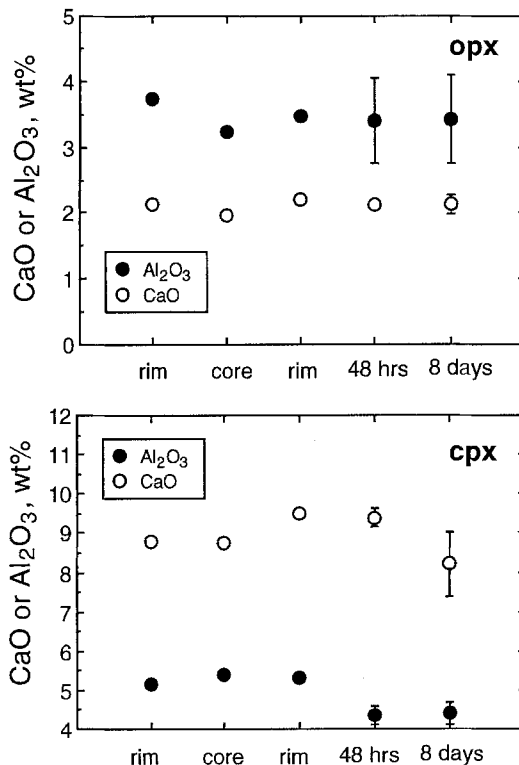 5
opx
4
3
2
1
0
CaO or Al₂O₃, wt%
Al₂O₃
CaO
rim core rim 48 hrs 8 days
12
cpx
11
10
9
8
7
6
5
4
CaO or Al₂O₃, wt%
Al₂O₃
CaO
rim core rim 48 hrs 8 days